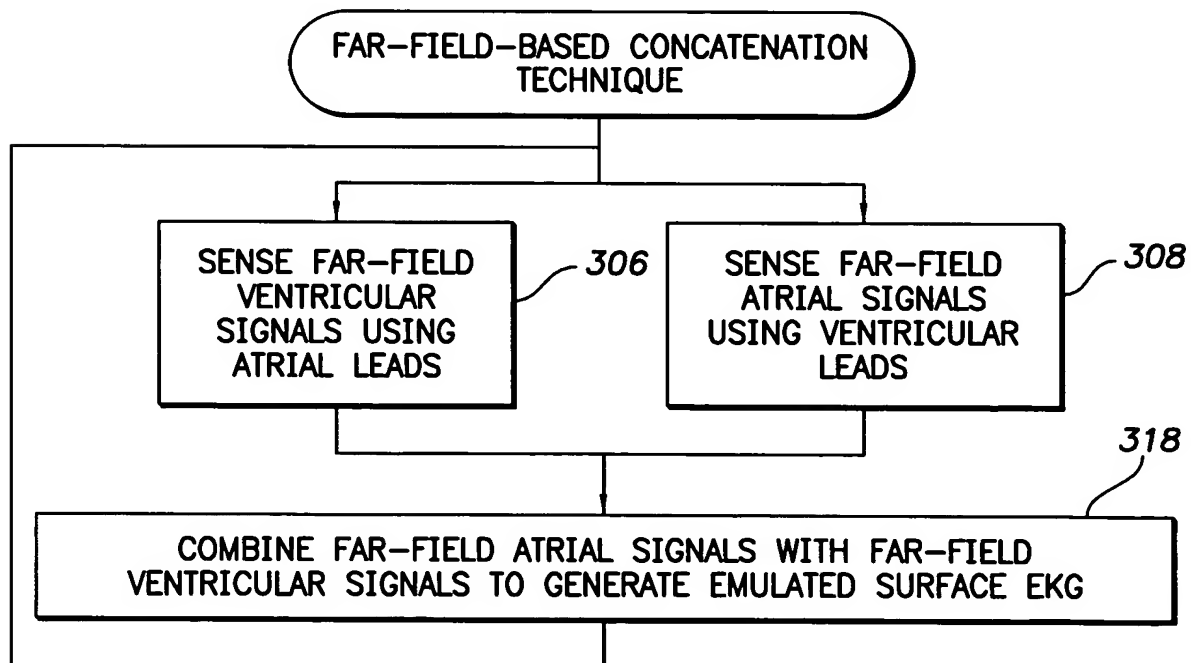 FAR-FIELD-BASED CONCATENATION
TECHNIQUE
SENSE FAR-FIELD
VENTRICULAR
SIGNALS USING
ATRIAL LEADS
306
SENSE FAR-FIELD
ATRIAL SIGNALS
USING VENTRICULAR
LEADS
308
318
COMBINE FAR-FIELD ATRIAL SIGNALS WITH FAR-FIELD
VENTRICULAR SIGNALS TO GENERATE EMULATED SURFACE EKG